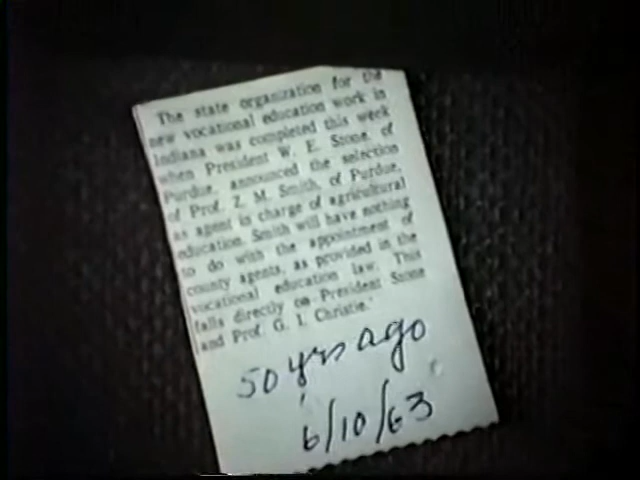 The state organization for the
new vocational education work in
Indiana was completed this week
when President W. E. Stone, of
Purdue, announced the selection
of Prof. Z. M. Smith, of Purdue,
as agent in charge of agricultural
education. Smith will have nothing
to do with the appointment of
county agents, as provided in the
vocational education law. This
falls directly on President Stone
and Prof. G. I. Christie.'
50 yrs ago
6/10/63